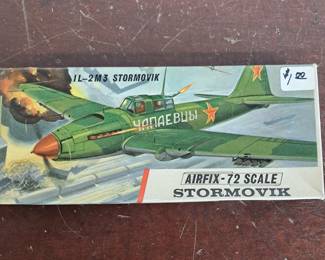 IL-2M3 STORMOVIK
$1.00
ЧАПАЕВЦЫ
AIRFIX-72 SCALE
STORMOVIK